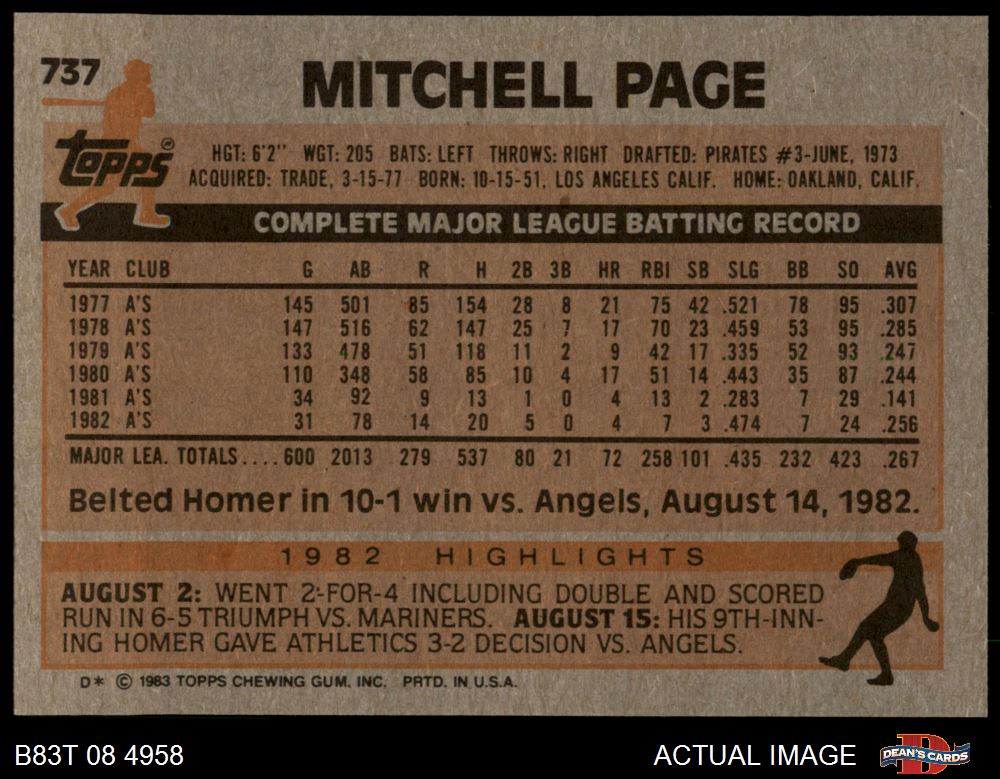 737
MITCHELL PAGE
Topps®
HGT: 6'2" WGT: 205 BATS: LEFT THROWS: RIGHT DRAFTED: PIRATES #3-JUNE, 1973
ACQUIRED: TRADE, 3-15-77 BORN: 10-15-51, LOS ANGELES CALIF. HOME: OAKLAND, CALIF.
COMPLETE MAJOR LEAGUE BATTING RECORD
YEAR CLUB G AB R H 2B 3B HR RBI SB SLG BB SO AVG
1977 A'S 145 501 85 154 28 8 21 75 42 .521 78 95 .307
1978 A'S 147 516 62 147 25 7 17 70 23 .459 53 95 .285
1979 A'S 133 478 51 118 11 2 9 42 17 .335 52 93 .247
1980 A'S 110 348 58 85 10 4 17 51 14 .443 35 87 .244
1981 A'S 34 92 9 13 1 0 4 13 2 .283 7 29 .141
1982 A'S 31 78 14 20 5 0 4 7 3 .474 7 24 .256
MAJOR LEA. TOTALS.... 600 2013 279 537 80 21 72 258 101 .435 232 423 .267
Belted Homer in 10-1 win vs. Angels, August 14, 1982.
1982 HIGHLIGHTS
AUGUST 2: WENT 2-FOR-4 INCLUDING DOUBLE AND SCORED
RUN IN 6-5 TRIUMPH VS. MARINERS. AUGUST 15: HIS 9TH-INN-
ING HOMER GAVE ATHLETICS 3-2 DECISION VS. ANGELS.
D* © 1983 TOPPS CHEWING GUM, INC. PRTD. IN U.S.A.
B83T 08 4958
ACTUAL IMAGE
DEAN'S CARDS